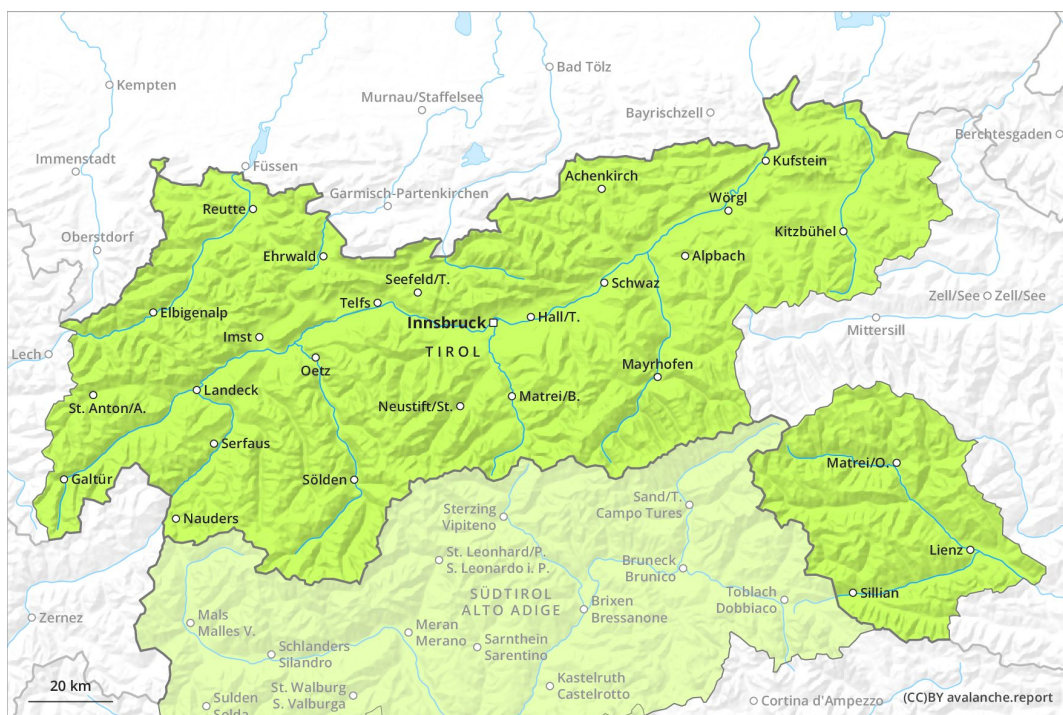 Kempten
Bad Tölz
Murnau/Staffelsee
Bayrischzell
Berchtesgaden
Immenstadt
Füssen
Kufstein
Achenkirch
Garmisch-Partenkirchen
Reutte
Wörgl
Oberstdorf
Kitzbühel
Ehrwald
Alpbach
Seefeld/T.
Schwaz
Telfs
Zell/See
Zell/See
Elbigenalp
Innsbruck
Hall/T.
Mittersill
Imst
Lech
TIROL
Oetz
Mayrhofen
Landeck
Matrei/B.
St. Anton/A.
Neustift/St.
Serfaus
Matrei/O.
Galtür
Sölden
Sand/T.
Campo Tures
Sterzing
Vipiteno
Nauders
St. Leonhard/P.
S. Leonardo i. P.
Lienz
Bruneck
Brunico
SÜDTIROL
ALTO ADIGE
Toblach
Dobbiaco
Sillian
Brixen
Bressanone
Zernez
Mals
Malles V.
Meran
Merano
Sarnthein
Sarentino
Schlanders
Silandro
Kastelruth
Castelrotto
20 km
St. Walburg
S. Valburga
Sulden
Solda
Cortina d'Ampezzo
(CC)BY avalanche.report